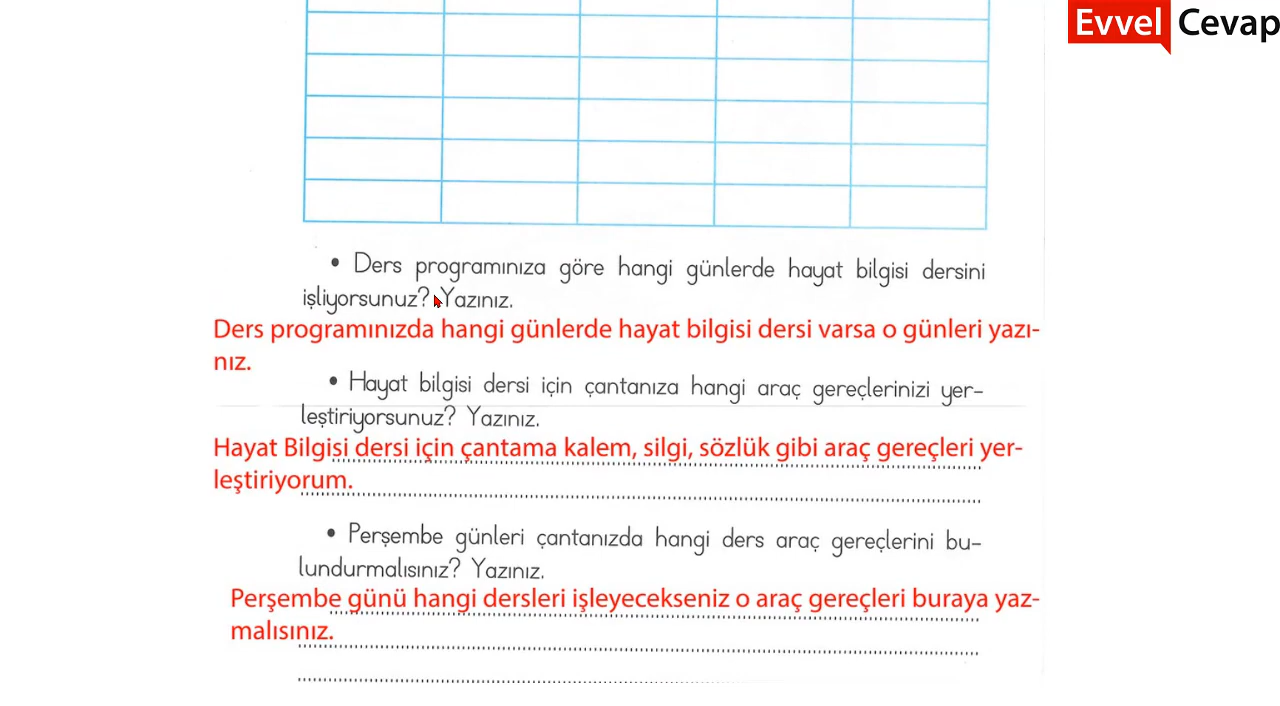 Evvel Cevap
• Ders programınıza göre hangi günlerde hayat bilgisi dersini
işliyorsunuz? Yazınız.
Ders programınızda hangi günlerde hayat bilgisi dersi varsa o günleri yazı-
nız.
• Hayat bilgisi dersi için çantanıza hangi araç gereçlerinizi yer-
leştiriyorsunuz? Yazınız.
Hayat Bilgisi dersi için çantama kalem, silgi, sözlük gibi araç gereçleri yer-
leştiriyorum.
• Perşembe günleri çantanızda hangi ders araç gereçlerini bu-
lundurmalısınız? Yazınız.
Perşembe günü hangi dersleri işleyecekseniz o araç gereçleri buraya yaz-
malısınız.